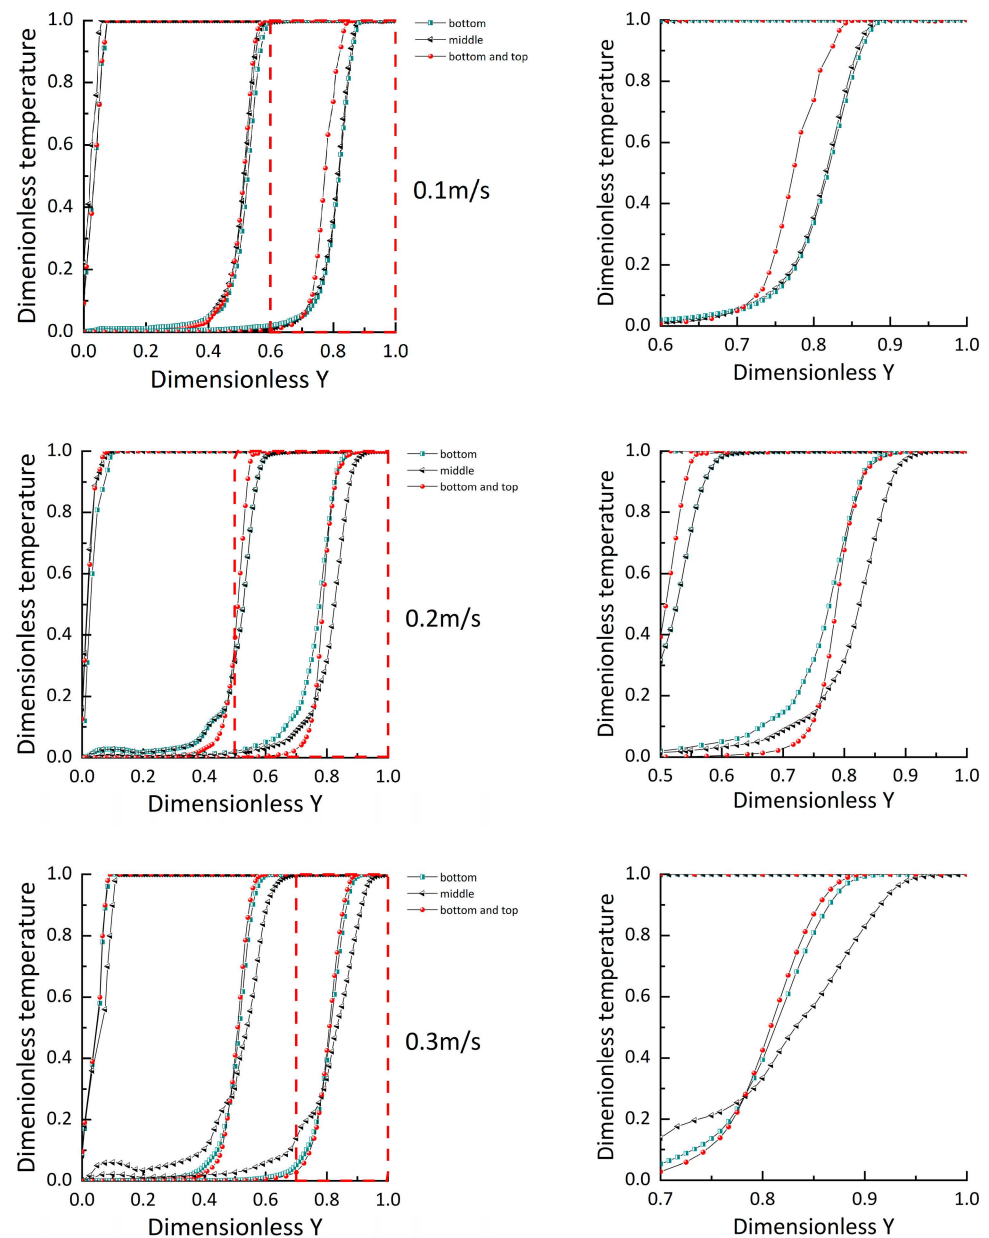 Dimenionless temperature
1.0
0.8
0.6
0.4
0.2
0.0
0.0 0.2 0.4 0.6 0.8 1.0
Dimensionless Y
bottom
middle
bottom and top
0.1m/s
Dimenionless temperature
1.0
0.8
0.6
0.4
0.2
0.0
0.6 0.7 0.8 0.9 1.0
Dimensionless Y
Dimensionless temperature
1.0
0.8
0.6
0.4
0.2
0.0
0.0 0.2 0.4 0.6 0.8 1.0
Dimensionless Y
bottom
middle
bottom and top
0.2m/s
Dimenionless temperature
1.0
0.8
0.6
0.4
0.2
0.0
0.5 0.6 0.7 0.8 0.9 1.0
Dimensionless Y
Dimensionless temperature
1.0
0.8
0.6
0.4
0.2
0.0
0.0 0.2 0.4 0.6 0.8 1.0
Dimensionless Y
bottom
middle
bottom and top
0.3m/s
Dimenionless temperature
1.0
0.8
0.6
0.4
0.2
0.0
0.7 0.8 0.9 1.0
Dimensionless Y